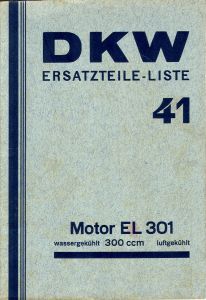 DKW
ERSATZTEILE-LISTE
41
Motor EL 301
wassergekühlt 300 ccm luftgekühlt